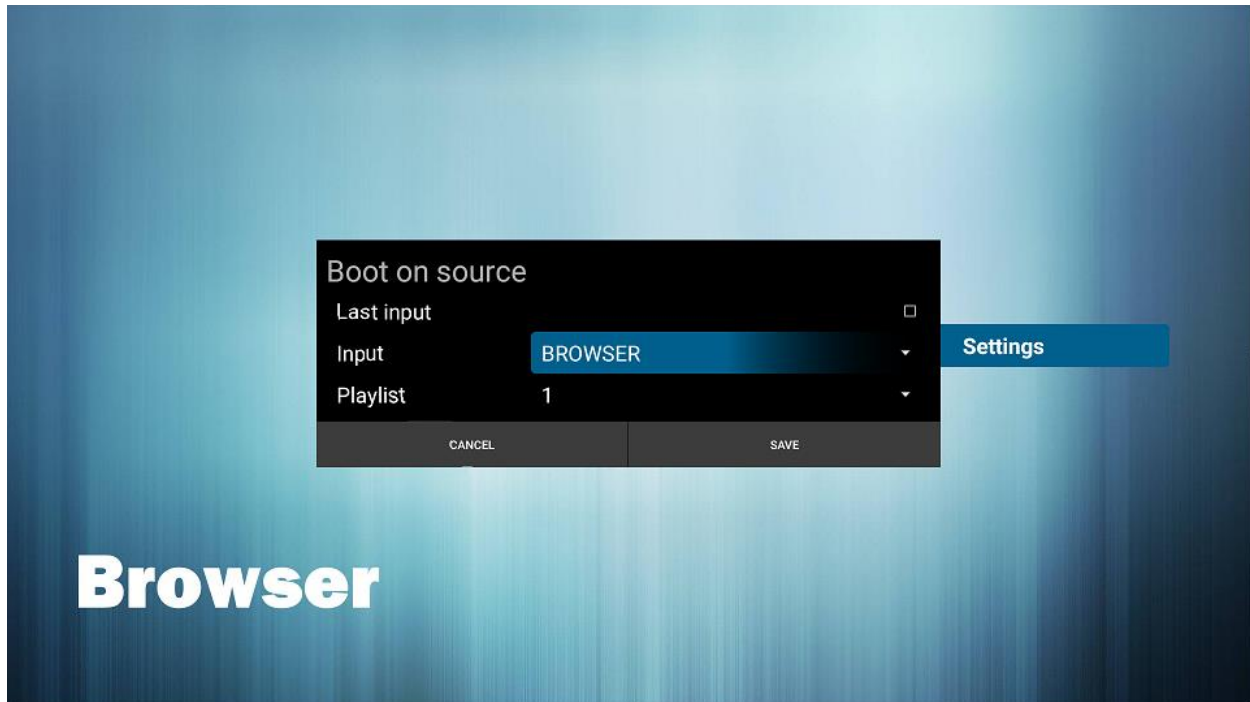 Boot on source
Last input
Input BROWSER
Settings
Playlist 1
CANCEL SAVE
Browser